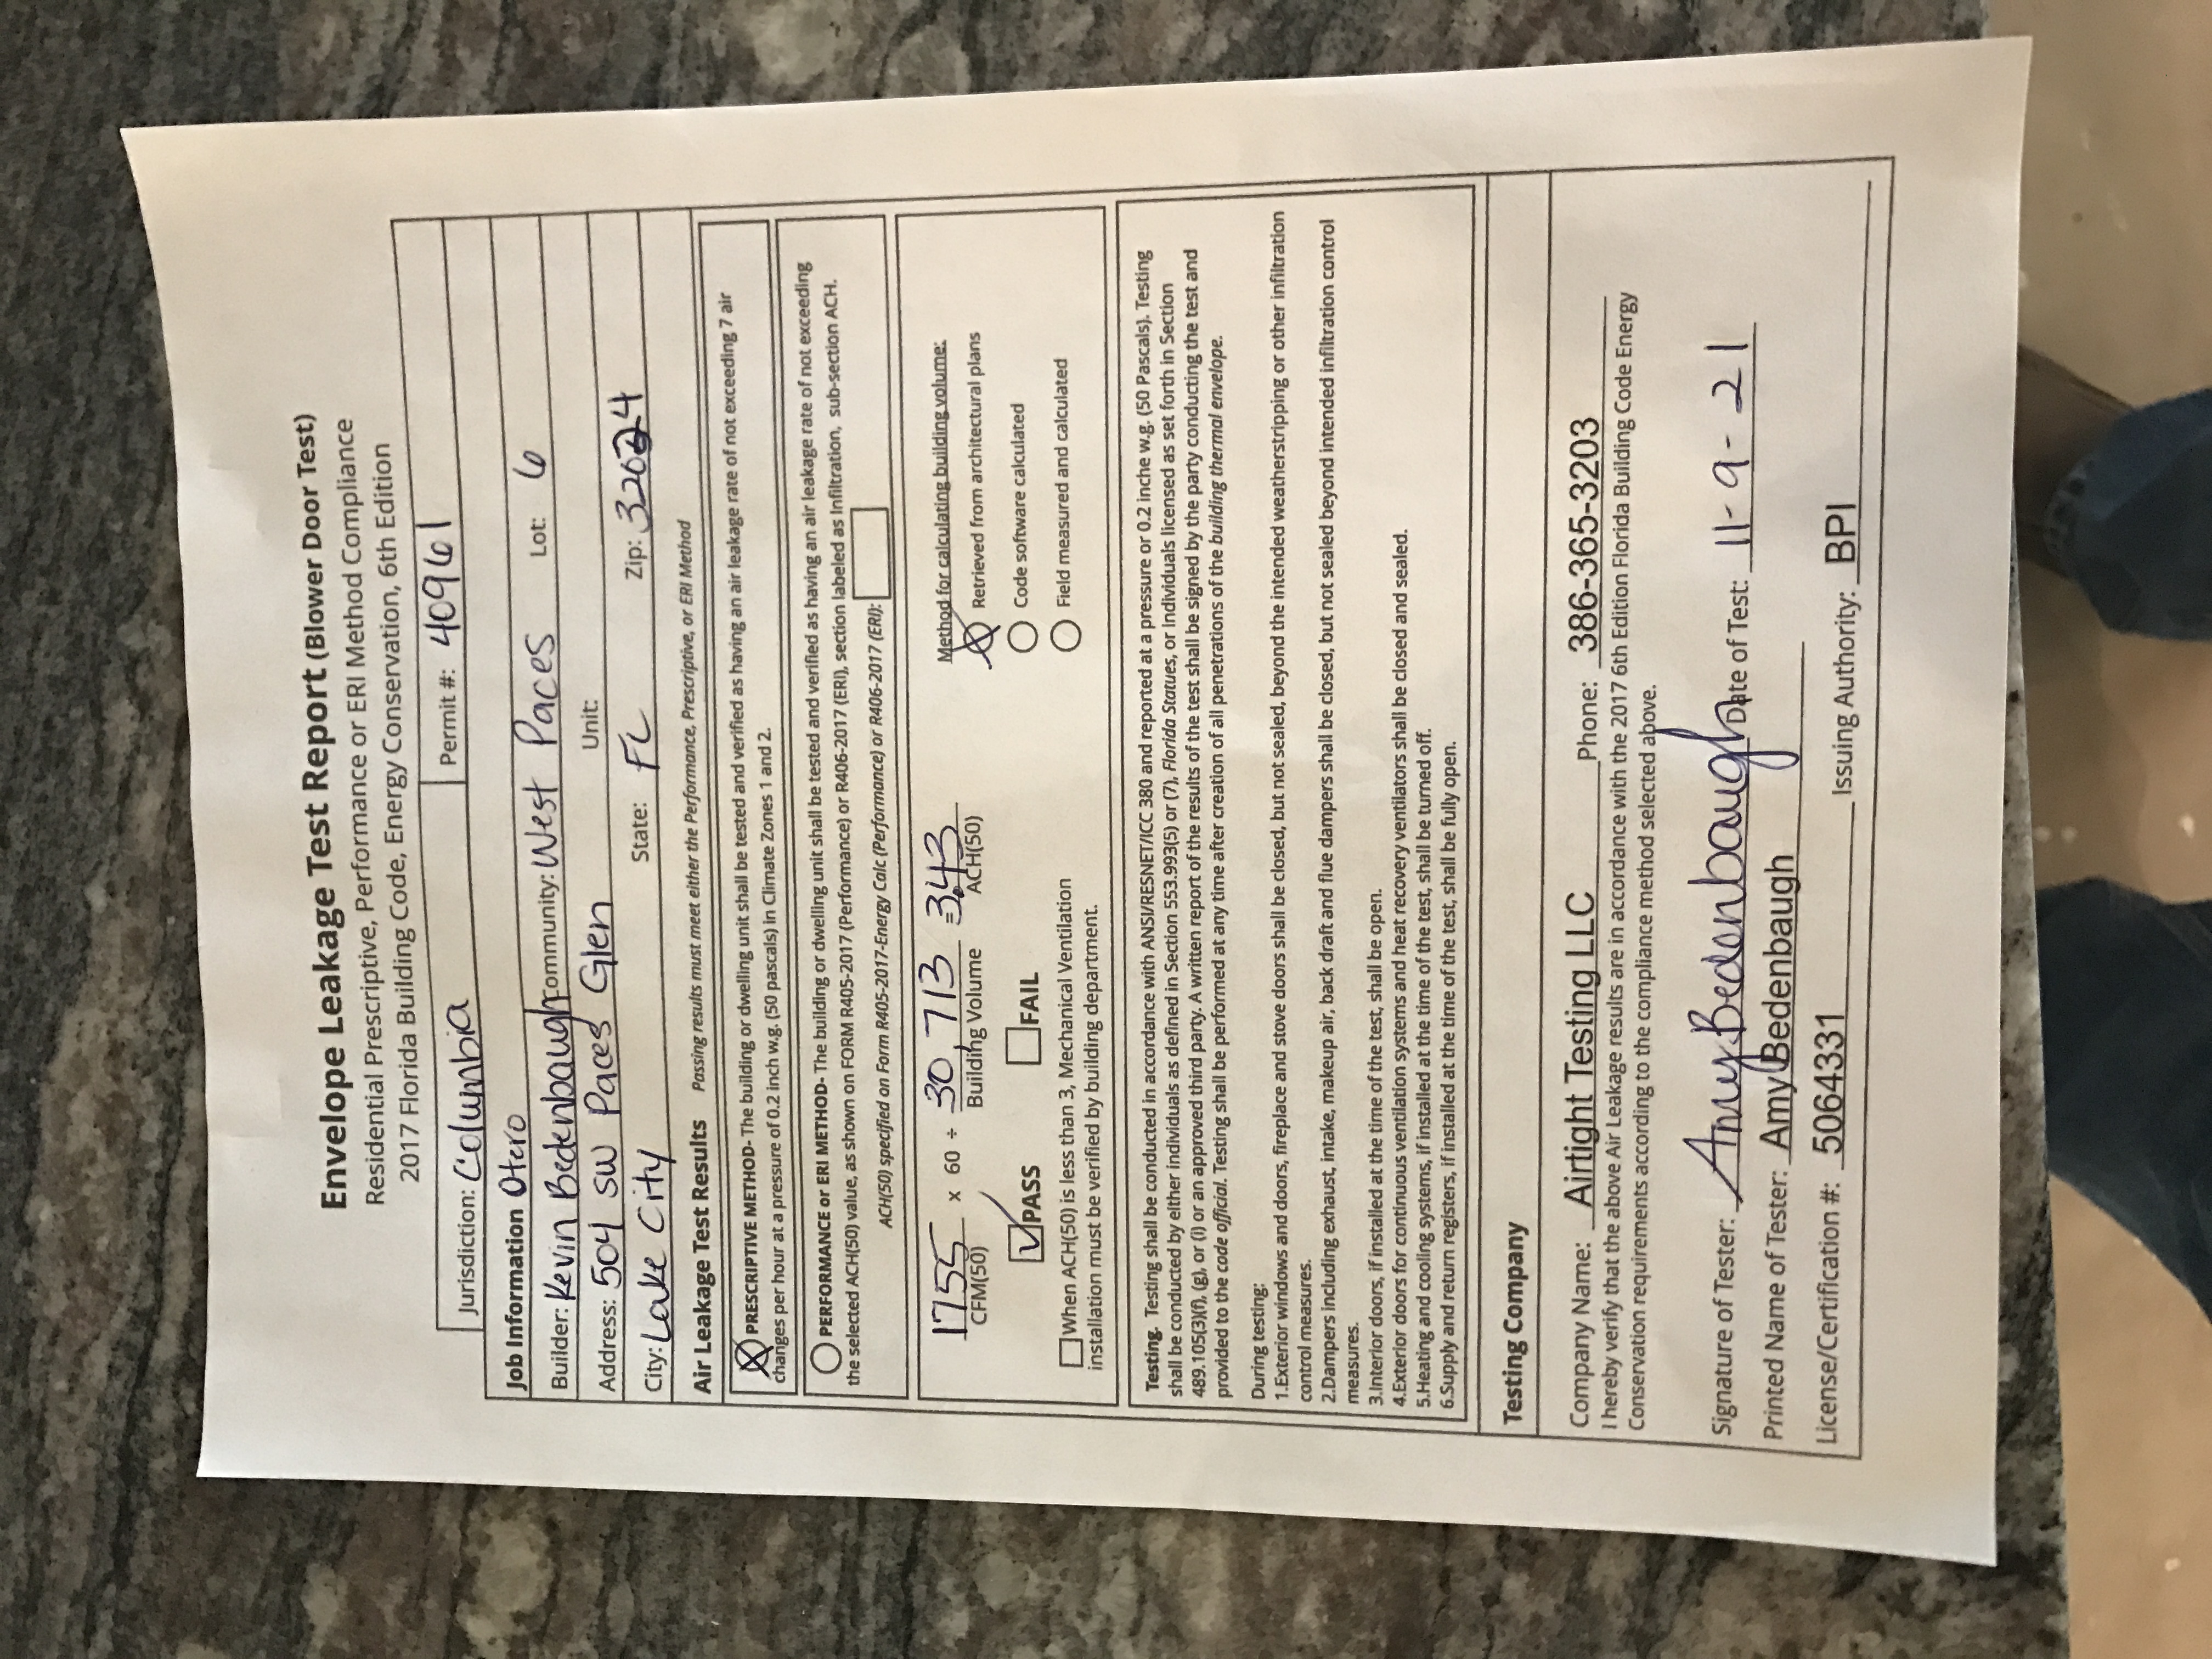 Envelope Leakage Test Report (Blower Door Test)
Residential Prescriptive, Performance or ERI Method Compliance
2017 Florida Building Code, Energy Conservation, 6th Edition
Jurisdiction: Columbia Permit #: 40961
Job Information Otero
Builder: Kevin Bedenbaugh Community: West Paces Lot: 6
Address: 504 SW Paces Glen Unit:
City: Lake City State: FL Zip: 32024
Air Leakage Test Results Passing results must meet either the Performance, Prescriptive, or ERI Method
PRESCRIPTIVE METHOD- The building or dwelling unit shall be tested and verified as having an air leakage rate of not exceeding 7 air
changes per hour at a pressure of 0.2 inch w.g. (50 pascals) in Climate Zones 1 and 2.
PERFORMANCE or ERI METHOD- The building or dwelling unit shall be tested and verified as having an air leakage rate of not exceeding
the selected ACH(50) value, as shown on FORM R405-2017 (Performance) or R406-2017 (ERI), section labeled as Infiltration, sub-section ACH.
ACH(50) specified on Form R405-2017-Energy Calc (Performance) or R406-2017 (ERI):
1755 x 60 ÷ 30,713 = 3.43
CFM(50) Building Volume ACH(50)
PASS FAIL
When ACH(50) is less than 3, Mechanical Ventilation
installation must be verified by building department.
Method for calculating building volume:
Retrieved from architectural plans
Code software calculated
Field measured and calculated
Testing. Testing shall be conducted in accordance with ANSI/RESNET/ICC 380 and reported at a pressure or 0.2 inche w.g. (50 Pascals). Testing
shall be conducted by either individuals as defined in Section 553.993(5) or (7), Florida Statues, or individuals licensed as set forth in Section
489.105(3)(f), (g), or (i) or an approved third party. A written report of the results of the test shall be signed by the party conducting the test and
provided to the code official. Testing shall be performed at any time after creation of all penetrations of the building thermal envelope.
During testing:
1.Exterior windows and doors, fireplace and stove doors shall be closed, but not sealed, beyond the intended weatherstripping or other infiltration
control measures.
2.Dampers including exhaust, intake, makeup air, back draft and flue dampers shall be closed, but not sealed beyond intended infiltration control
measures.
3.Interior doors, if installed at the time of the test, shall be open.
4.Exterior doors for continuous ventilation systems and heat recovery ventilators shall be closed and sealed.
5.Heating and cooling systems, if installed at the time of the test, shall be turned off.
6.Supply and return registers, if installed at the time of the test, shall be fully open.
Testing Company
Company Name: Airtight Testing LLC Phone: 386-365-3203
I hereby verify that the above Air Leakage results are in accordance with the 2017 6th Edition Florida Building Code Energy
Conservation requirements according to the compliance method selected above.
Signature of Tester: Amy Bedenbaugh Date of Test: 11-9-21
Printed Name of Tester: Amy Bedenbaugh
License/Certification #: 5064331 Issuing Authority: BPI